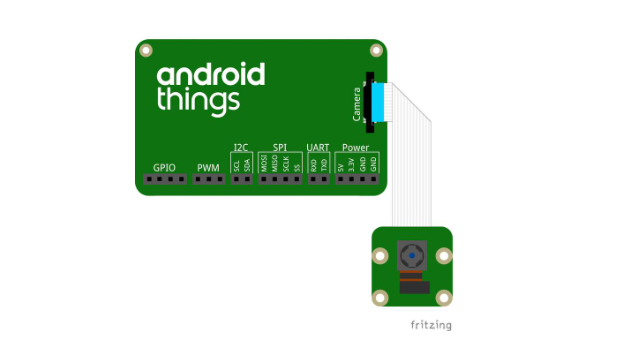 android
things
Camera
I2C SPI UART Power
GPIO PWM
SCL SDA MOSI MISO SCLK SS RXD TXD 5V 3.3V GND GND
fritzing